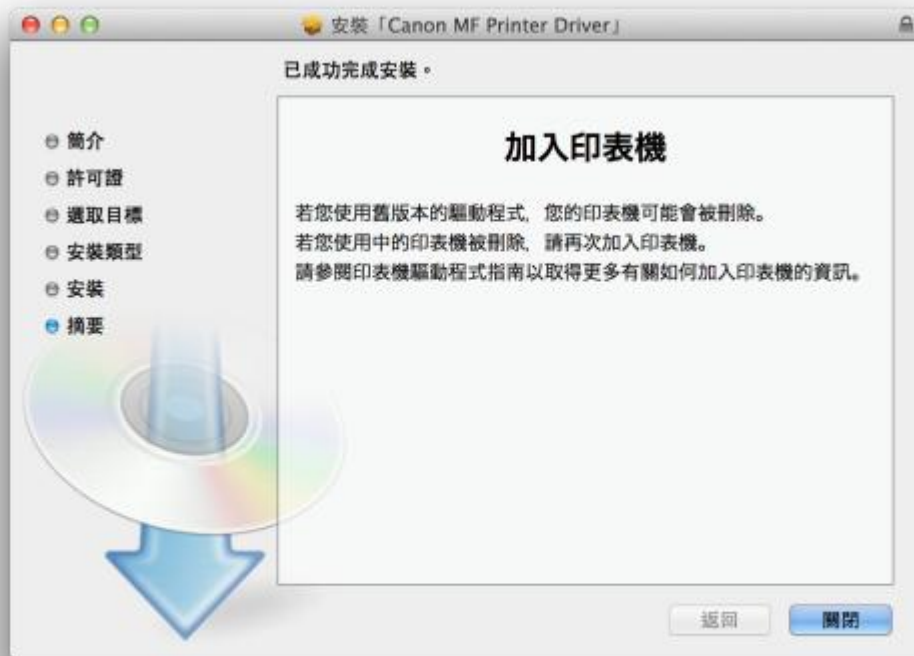 安裝「Canon MF Printer Driver」
已成功完成安裝。
簡介
許可證
選取目標
安裝類型
安裝
摘要
加入印表機
若您使用舊版本的驅動程式，您的印表機可能會被刪除。
若您使用中的印表機被刪除，請再次加入印表機。
請參閱印表機驅動程式指南以取得更多有關如何加入印表機的資訊。
返回
關閉